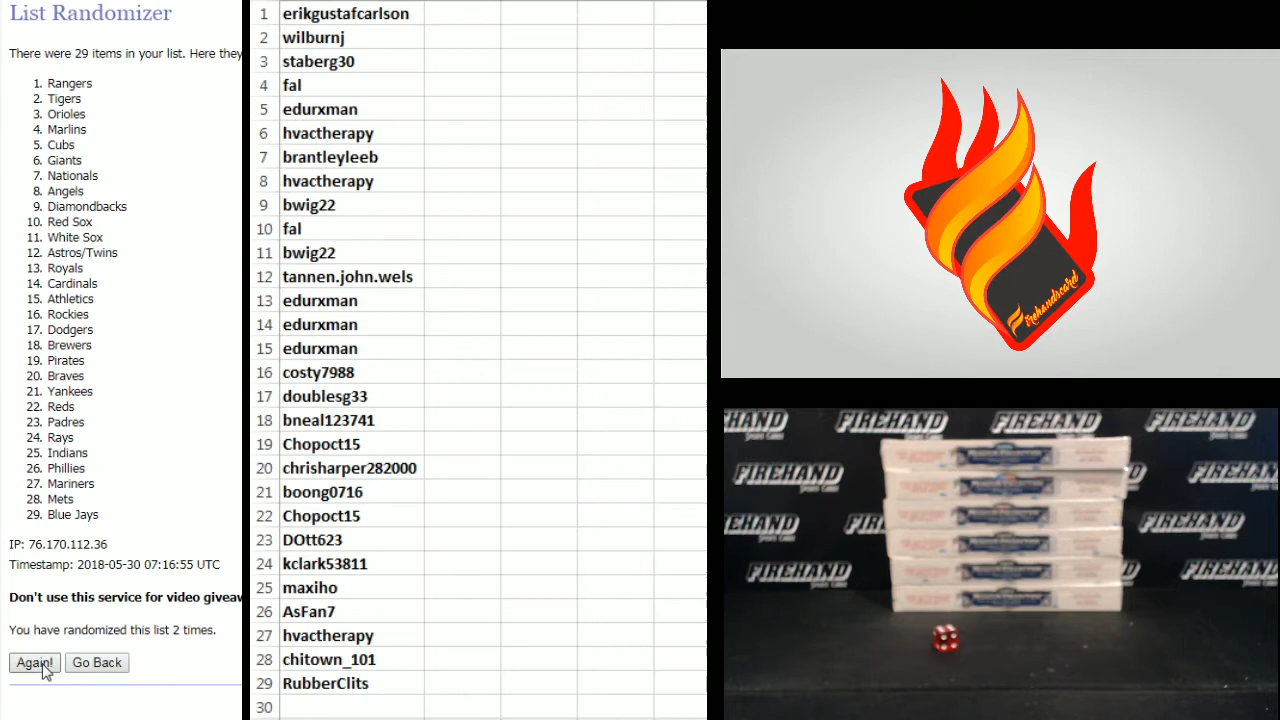 List Randomizer
There were 29 items in your list. Here they
1. Rangers
2. Tigers
3. Orioles
4. Marlins
5. Cubs
6. Giants
7. Nationals
8. Angels
9. Diamondbacks
10. Red Sox
11. White Sox
12. Astros/Twins
13. Royals
14. Cardinals
15. Athletics
16. Rockies
17. Dodgers
18. Brewers
19. Pirates
20. Braves
21. Yankees
22. Reds
23. Padres
24. Rays
25. Indians
26. Phillies
27. Mariners
28. Mets
29. Blue Jays
IP: 76.170.112.36
Timestamp: 2018-05-30 07:16:55 UTC
Don't use this service for video giveaw
You have randomized this list 2 times.
Again! Go Back
1 erikgustafcarlson
2 wilburnj
3 staberg30
4 fal
5 edurxman
6 hvactherapy
7 brantleyleeb
8 hvactherapy
9 bwig22
10 fal
11 bwig22
12 tannen.john.wels
13 edurxman
14 edurxman
15 edurxman
16 costy7988
17 doublesg33
18 bneal123741
19 Chopoct15
20 chrisharper282000
21 boong0716
22 Chopoct15
23 DOtt623
24 kclark53811
25 maxiho
26 AsFan7
27 hvactherapy
28 chitown_101
29 RubberClits
30
Firehandscard
FIREHAND FIREHAND FIREHAND
FIREHAND FIREHAND
FIREHAND
FIREHAND FIREHAND